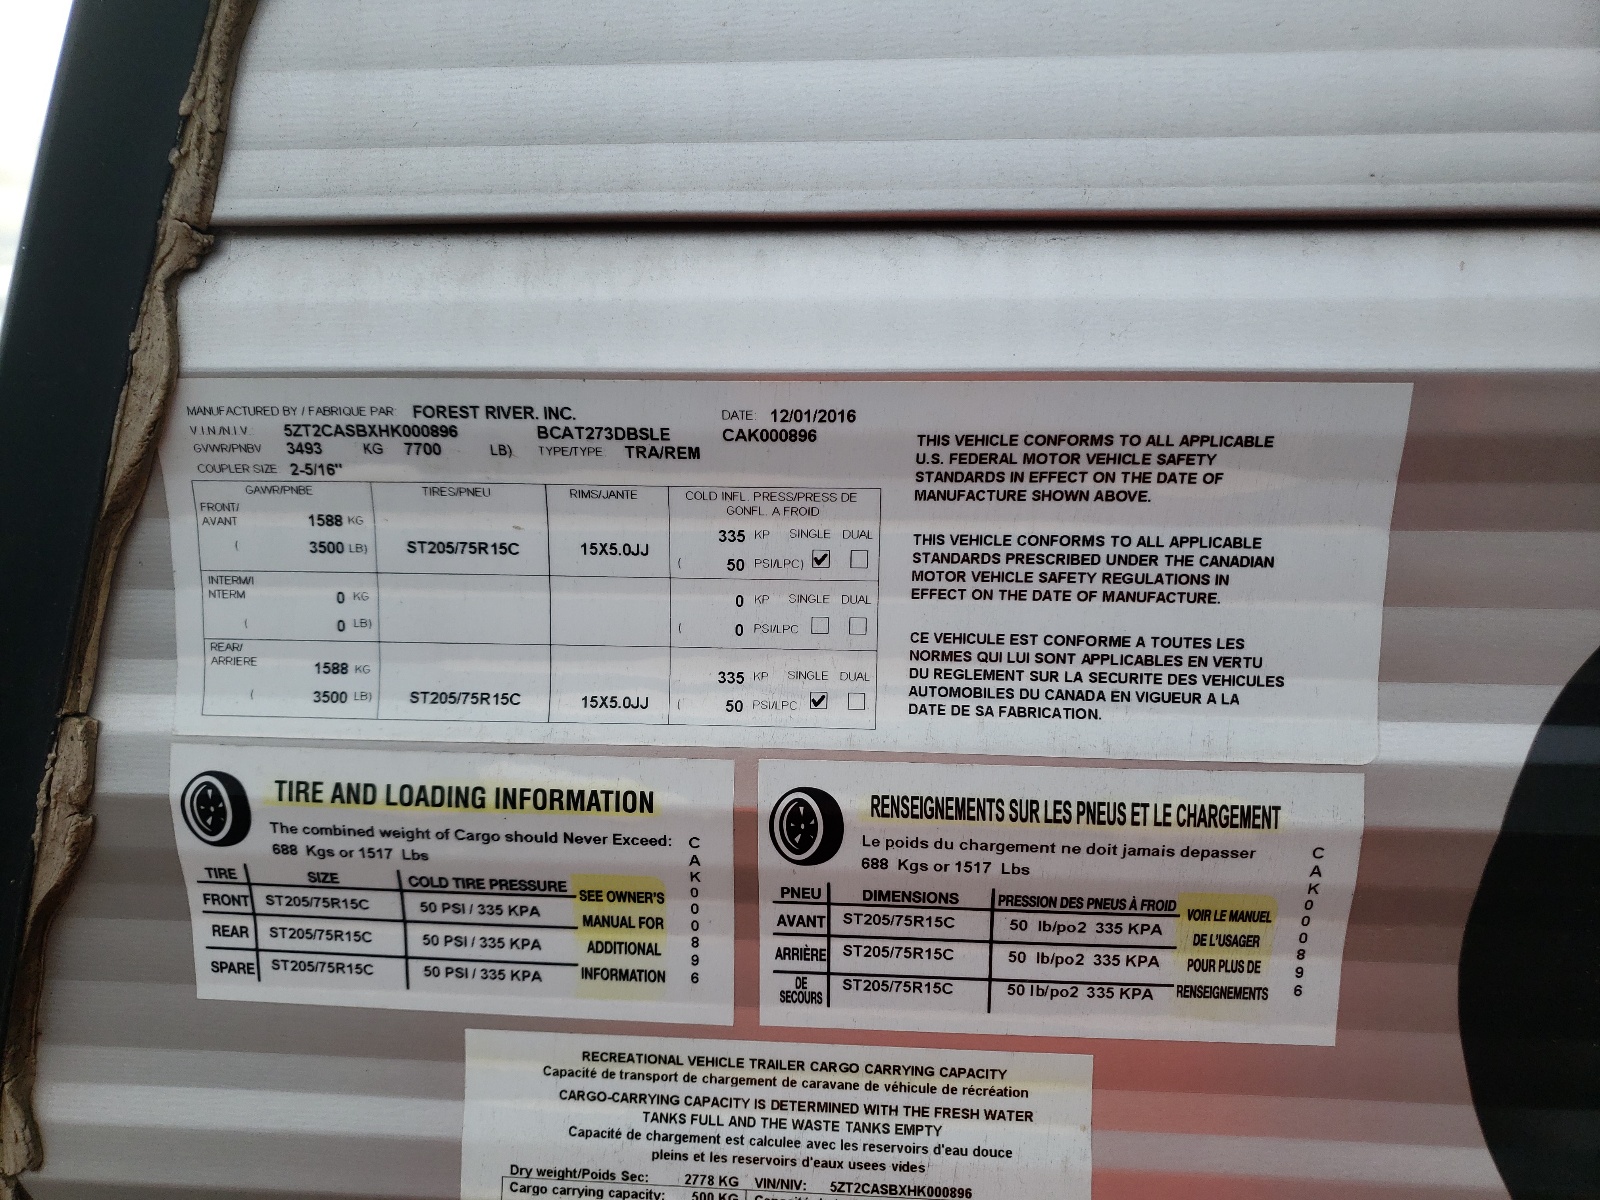 MANUFACTURED BY / FABRIQUE PAR: FOREST RIVER, INC. DATE: 12/01/2016
V.I.N./N.I.V. 5ZT2CASBXHK000896 BCAT273DBSLE CAK000896
GVWR/PNBV 3493 KG 7700 LB) TYPE/TYPE TRA/REM
COUPLER SIZE 2-5/16"
GAWR/PNBE TIRES/PNEU RIMS/JANTE COLD INFL. PRESS/PRESS DE
GONFL. A FROID
FRONT/
AVANT 1588 KG 335 KP SINGLE DUAL
( 3500 LB) ST205/75R15C 15X5.0JJ ( 50 PSI/LPC)
INTERM/I
NTERM 0 KG 0 KP SINGLE DUAL
( 0 LB) ( 0 PSI/LPC
REAR/
ARRIERE 1588 KG 335 KP SINGLE DUAL
( 3500 LB) ST205/75R15C 15X5.0JJ ( 50 PSI/LPC
THIS VEHICLE CONFORMS TO ALL APPLICABLE
U.S. FEDERAL MOTOR VEHICLE SAFETY
STANDARDS IN EFFECT ON THE DATE OF
MANUFACTURE SHOWN ABOVE.
THIS VEHICLE CONFORMS TO ALL APPLICABLE
STANDARDS PRESCRIBED UNDER THE CANADIAN
MOTOR VEHICLE SAFETY REGULATIONS IN
EFFECT ON THE DATE OF MANUFACTURE.
CE VEHICULE EST CONFORME A TOUTES LES
NORMES QUI LUI SONT APPLICABLES EN VERTU
DU REGLEMENT SUR LA SECURITE DES VEHICULES
AUTOMOBILES DU CANADA EN VIGUEUR A LA
DATE DE SA FABRICATION.
TIRE AND LOADING INFORMATION
The combined weight of Cargo should Never Exceed:
688 Kgs or 1517 Lbs
TIRE SIZE COLD TIRE PRESSURE
FRONT ST205/75R15C 50 PSI / 335 KPA
REAR ST205/75R15C 50 PSI / 335 KPA
SPARE ST205/75R15C 50 PSI / 335 KPA
SEE OWNER'S
MANUAL FOR
ADDITIONAL
INFORMATION
CAK000896
RENSEIGNEMENTS SUR LES PNEUS ET LE CHARGEMENT
Le poids du chargement ne doit jamais depasser
688 Kgs or 1517 Lbs
PNEU DIMENSIONS PRESSION DES PNEUS À FROID
AVANT ST205/75R15C 50 lb/po2 335 KPA
ARRIÈRE ST205/75R15C 50 lb/po2 335 KPA
DE
SECOURS ST205/75R15C 50 lb/po2 335 KPA
VOIR LE MANUEL
DE L'USAGER
POUR PLUS DE
RENSEIGNEMENTS
CAK000896
RECREATIONAL VEHICLE TRAILER CARGO CARRYING CAPACITY
Capacité de transport de chargement de caravane de véhicule de récréation
CARGO-CARRYING CAPACITY IS DETERMINED WITH THE FRESH WATER
TANKS FULL AND THE WASTE TANKS EMPTY
Capacité de chargement est calculee avec les reservoirs d'eau douce
pleins et les reservoirs d'eaux usees vides
Dry weight/Poids Sec: 2778 KG VIN/NIV: 5ZT2CASBXHK000896
Cargo carrying capacity: 500 KG